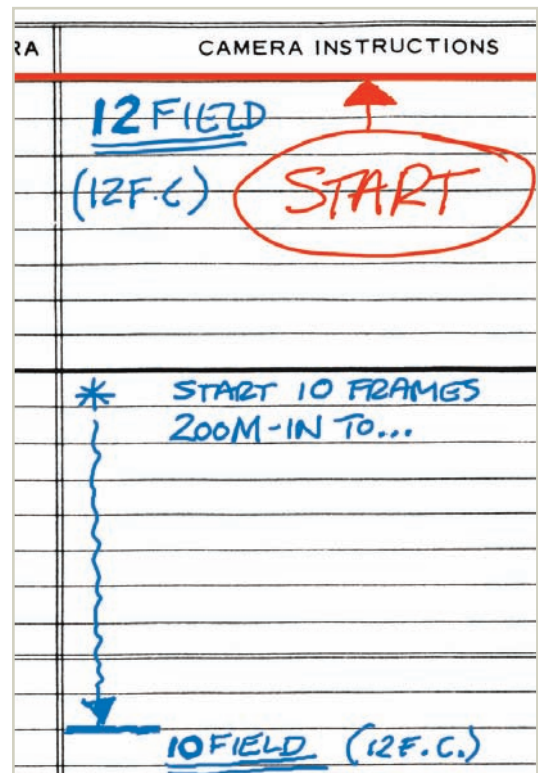 RA CAMERA INSTRUCTIONS
12 FIELD
(12F.C) START
* START 10 FRAMES
ZOOM-IN TO...
10 FIELD (12F.C.)